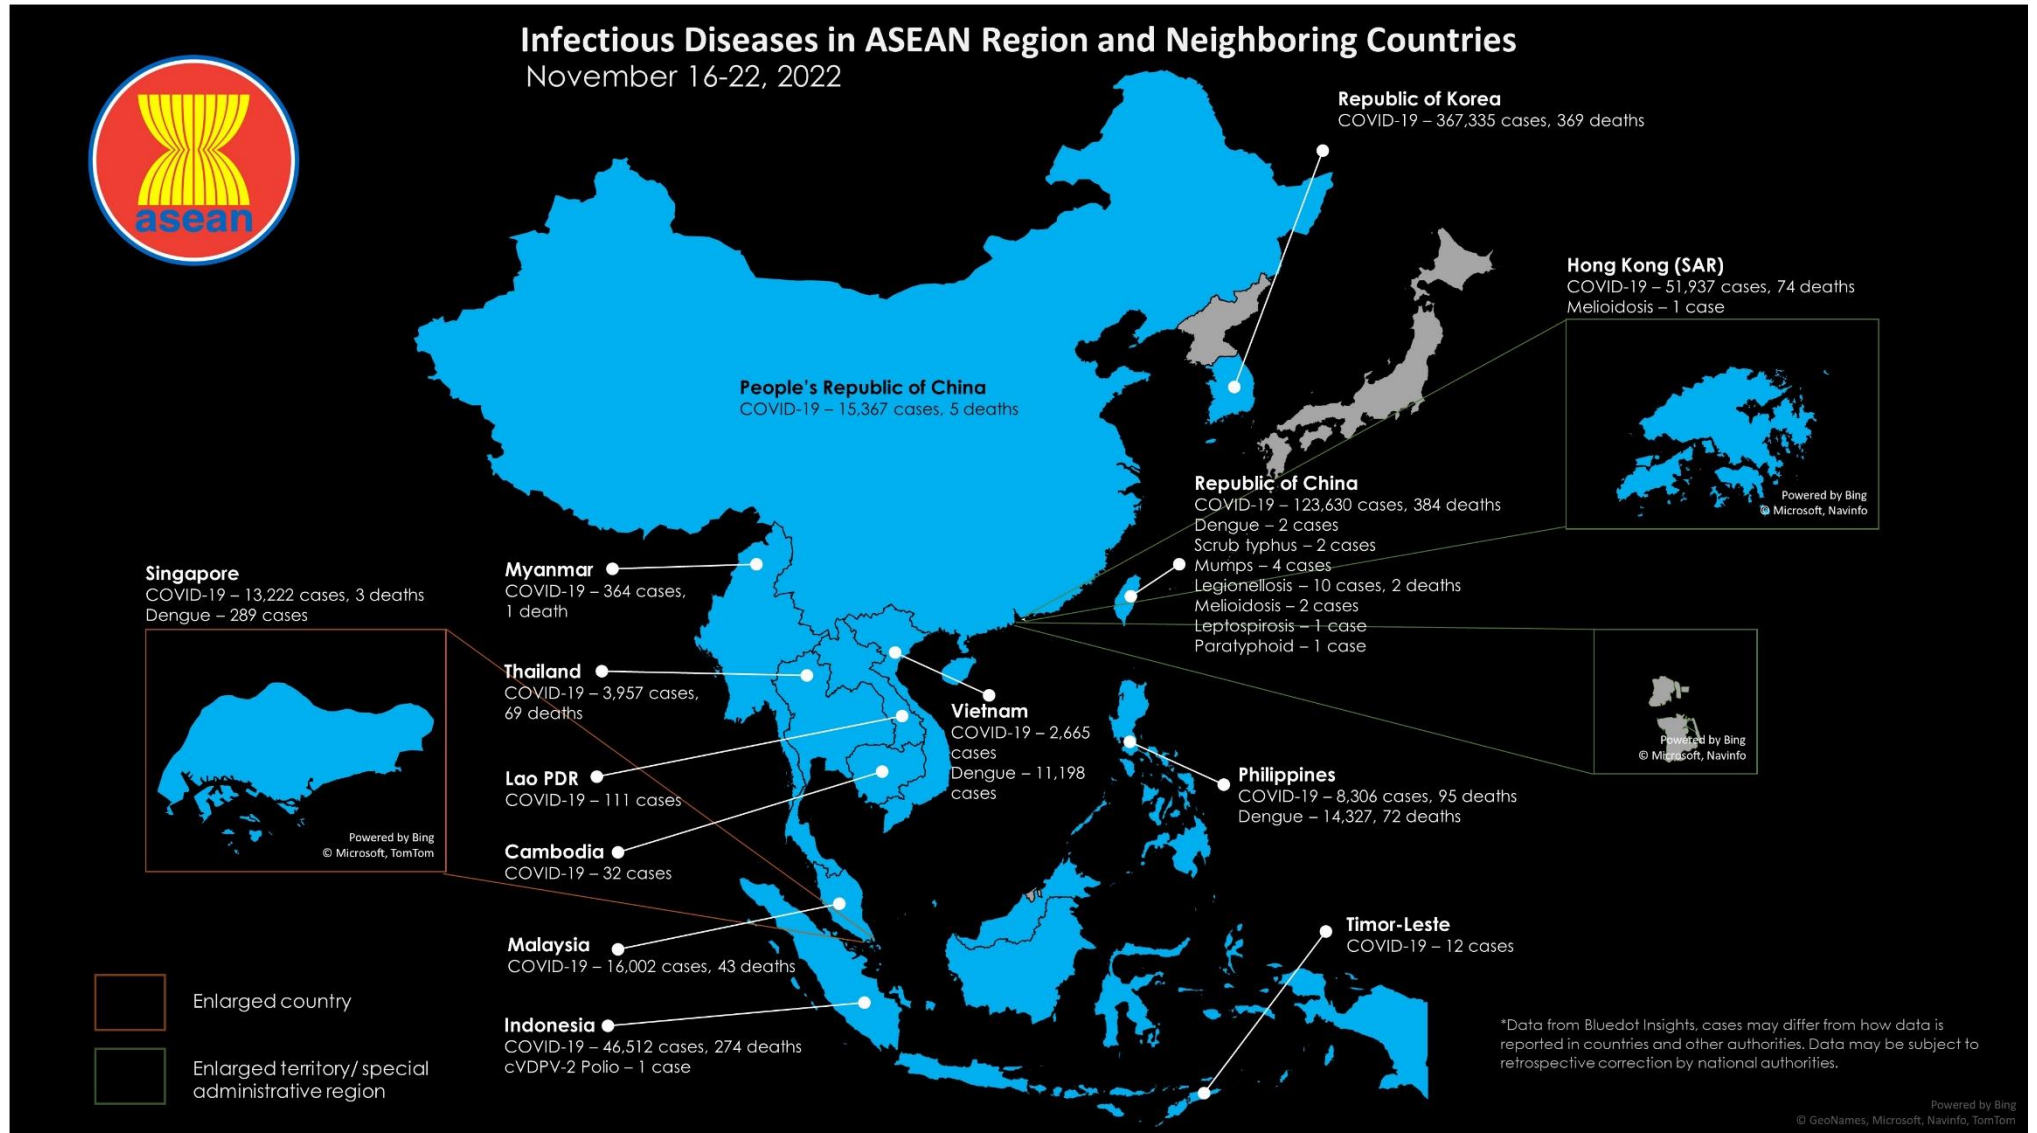 Infectious Diseases in ASEAN Region and Neighboring Countries
November 16-22, 2022
asean
Republic of Korea
COVID-19 – 367,335 cases, 369 deaths
Hong Kong (SAR)
COVID-19 – 51,937 cases, 74 deaths
Melioidosis – 1 case
Powered by Bing
© Microsoft, Navinfo
People's Republic of China
COVID-19 – 15,367 cases, 5 deaths
Republic of China
COVID-19 – 123,630 cases, 384 deaths
Dengue – 2 cases
Scrub typhus – 2 cases
Mumps – 4 cases
Legionellosis – 10 cases, 2 deaths
Melioidosis – 2 cases
Leptospirosis – 1 case
Paratyphoid – 1 case
Powered by Bing
© Microsoft, Navinfo
Singapore
COVID-19 – 13,222 cases, 3 deaths
Dengue – 289 cases
Powered by Bing
© Microsoft, TomTom
Myanmar
COVID-19 – 364 cases,
1 death
Thailand
COVID-19 – 3,957 cases,
69 deaths
Vietnam
COVID-19 – 2,665
cases
Dengue – 11,198
cases
Lao PDR
COVID-19 – 111 cases
Philippines
COVID-19 – 8,306 cases, 95 deaths
Dengue – 14,327, 72 deaths
Cambodia
COVID-19 – 32 cases
Malaysia
COVID-19 – 16,002 cases, 43 deaths
Timor-Leste
COVID-19 – 12 cases
Indonesia
COVID-19 – 46,512 cases, 274 deaths
cVDPV-2 Polio – 1 case
Enlarged country
Enlarged territory/ special
administrative region
*Data from Bluedot Insights, cases may differ from how data is
reported in countries and other authorities. Data may be subject to
retrospective correction by national authorities.
Powered by Bing
© GeoNames, Microsoft, Navinfo, TomTom